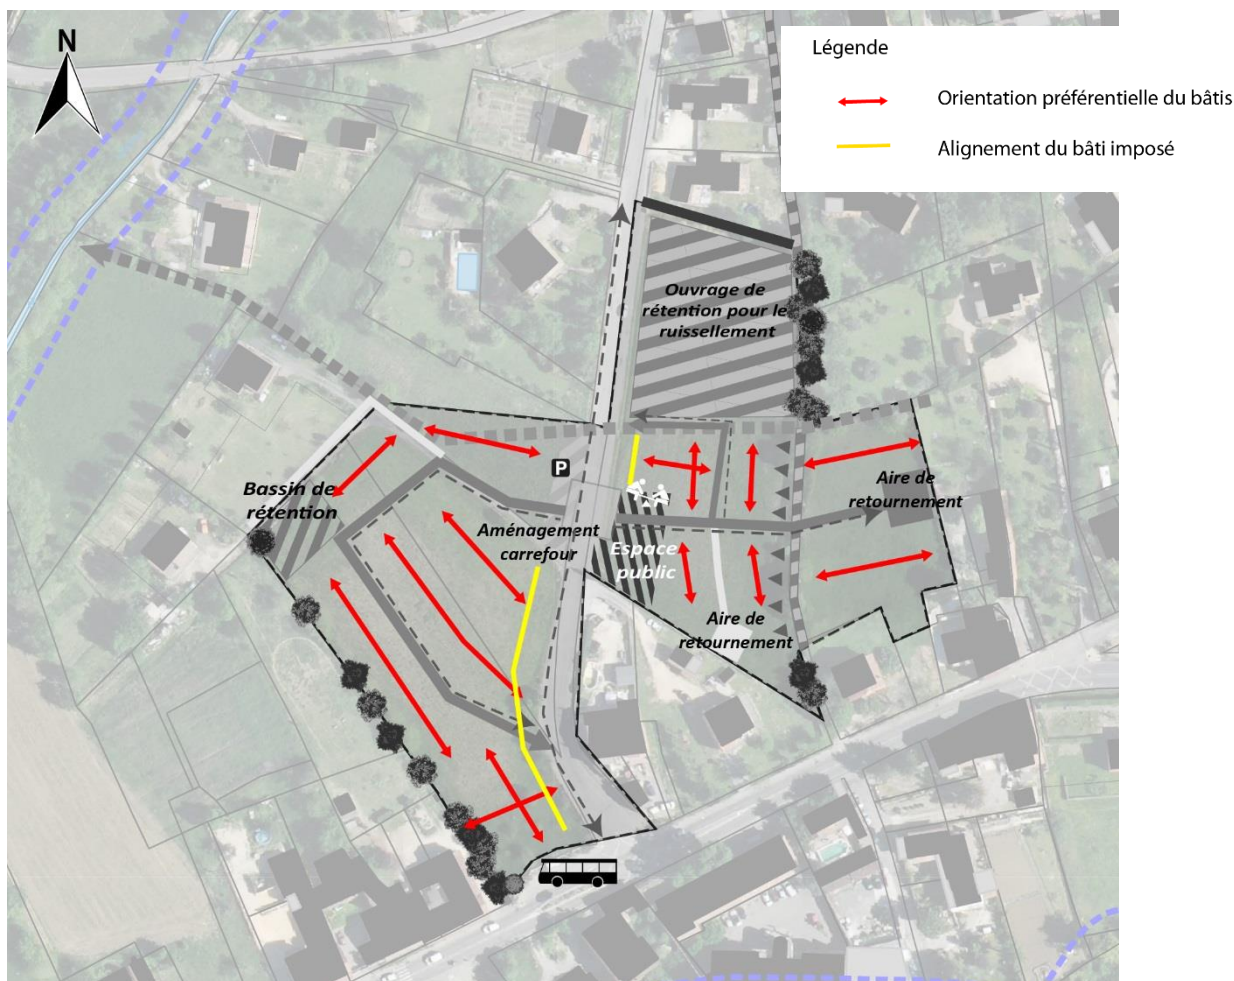 N
Légende
Orientation préférentielle du bâtis
Alignement du bâti imposé
Ouvrage de
rétention pour le
ruissellement
P
Bassin de
rétention
Aménagement
carrefour
Espace
public
Aire de
retournement
Aire de
retournement